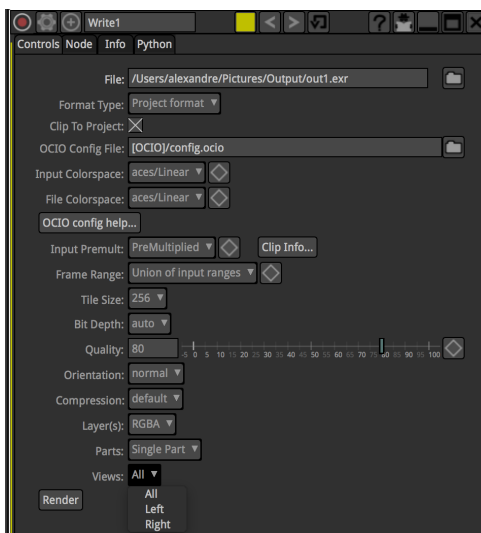 Write1
Controls Node Info Python
File: /Users/alexandre/Pictures/Output/out1.exr
Format Type: Project format
Clip To Project:
OCIO Config File: [OCIO]/config.ocio
Input Colorspace: aces/Linear
File Colorspace: aces/Linear
OCIO config help...
Input Premult: PreMultiplied Clip Info...
Frame Range: Union of input ranges
Tile Size: 256
Bit Depth: auto
Quality: 80
-5 0 5 10 15 20 25 30 35 40 45 50 55 60 65 70 75 80 85 90 95 100
Orientation: normal
Compression: default
Layer(s): RGBA
Parts: Single Part
Views: All
Render
All
Left
Right